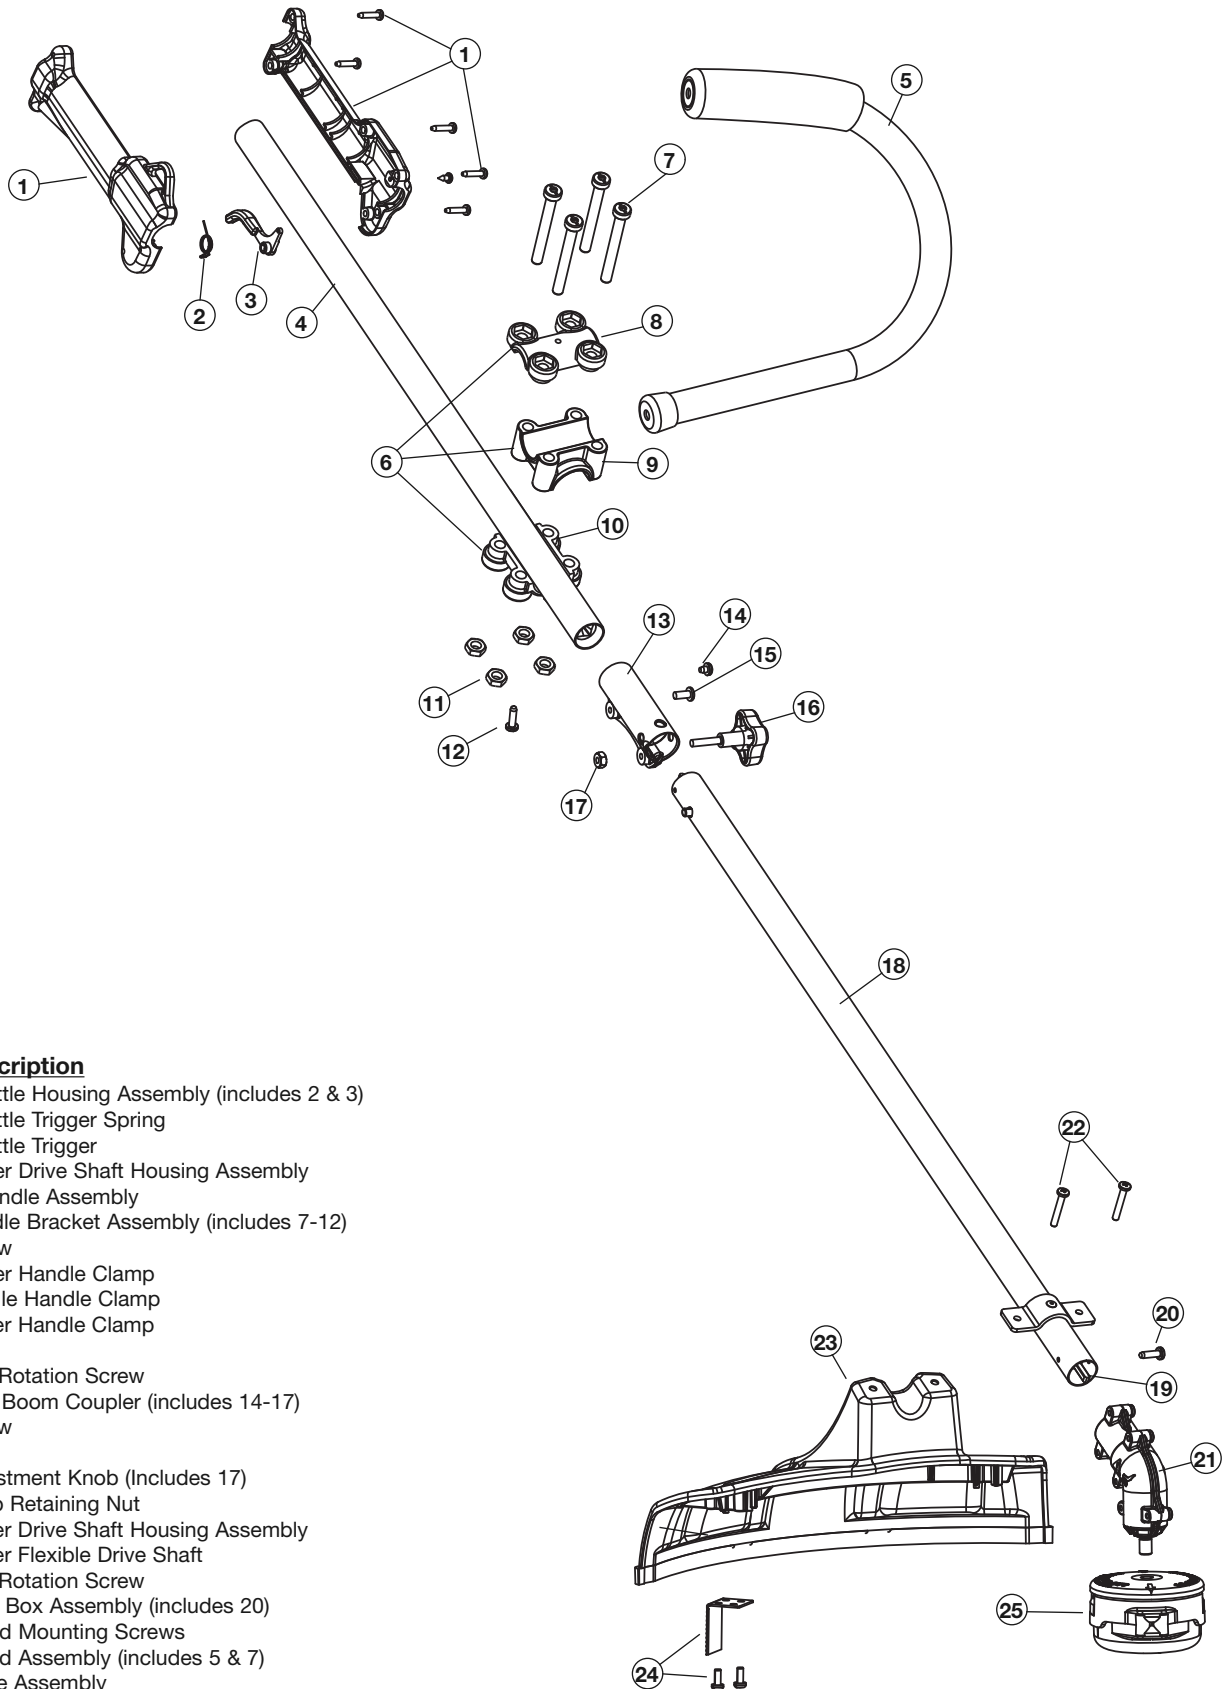 1
1
5
7
2
3
4
8
6
9
10
13
14
15
11
12
16
17
18
cription
ttle Housing Assembly (includes 2 & 3)
ttle Trigger Spring
ttle Trigger
er Drive Shaft Housing Assembly
ndle Assembly
dle Bracket Assembly (includes 7-12)
w
er Handle Clamp
le Handle Clamp
er Handle Clamp
Rotation Screw
Boom Coupler (includes 14-17)
w
stment Knob (Includes 17)
o Retaining Nut
er Drive Shaft Housing Assembly
er Flexible Drive Shaft
Rotation Screw
Box Assembly (includes 20)
d Mounting Screws
d Assembly (includes 5 & 7)
e Assembly
22
20
23
19
21
25
24